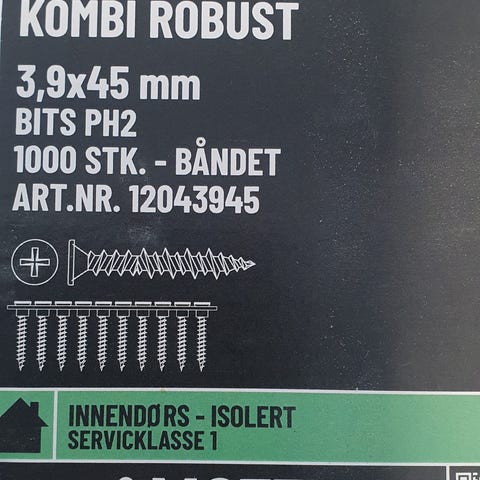 KOMBI ROBUST
3,9x45 mm
BITS PH2
1000 STK. - BÅNDET
ART.NR. 12043945
INNENDØRS - ISOLERT
SERVICKLASSE 1